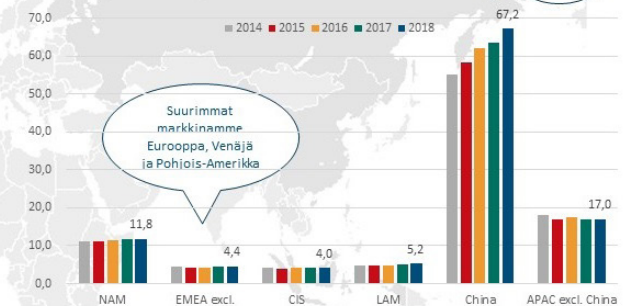 70,0
2014 2015 2016 2017 2018
67,2
60,0
50,0
Suurimmat
markkinamme
Eurooppa, Venäjä
ja Pohjois-Amerikka
40,0
30,0
20,0
17,0
11,8
10,0
4,4
4,0
5,2
0,0
NAM EMEA excl. CIS LAM China APAC excl. China